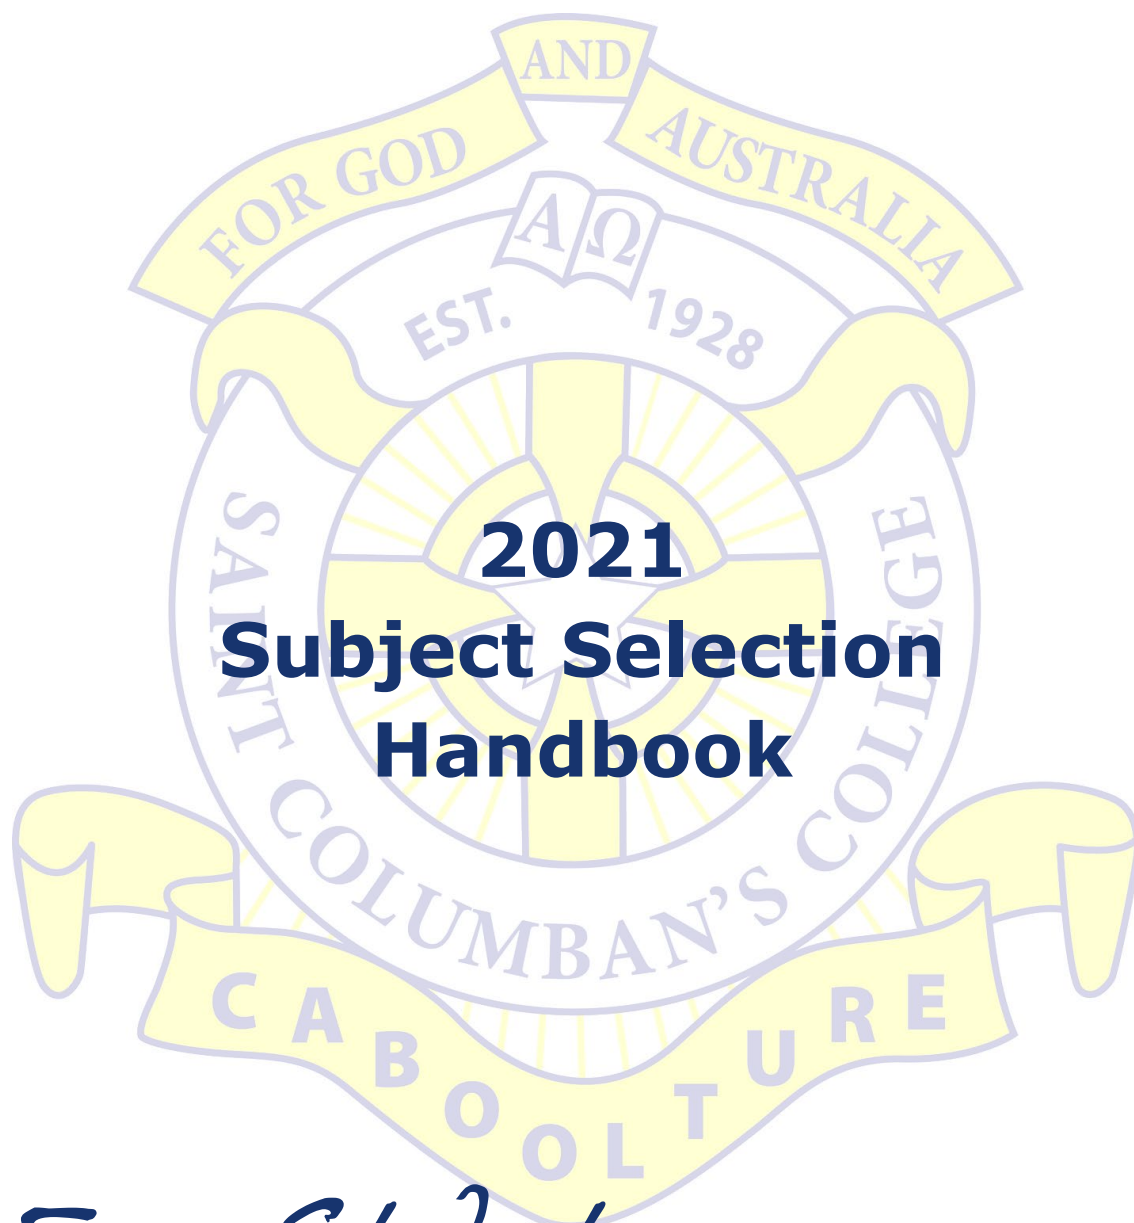 AND
FOR GOD AUSTRALIA
Α Ω
EST. 1928
SAINT COLUMBAN'S COLLEGE
2021
Subject Selection
Handbook
CABOOLTURE